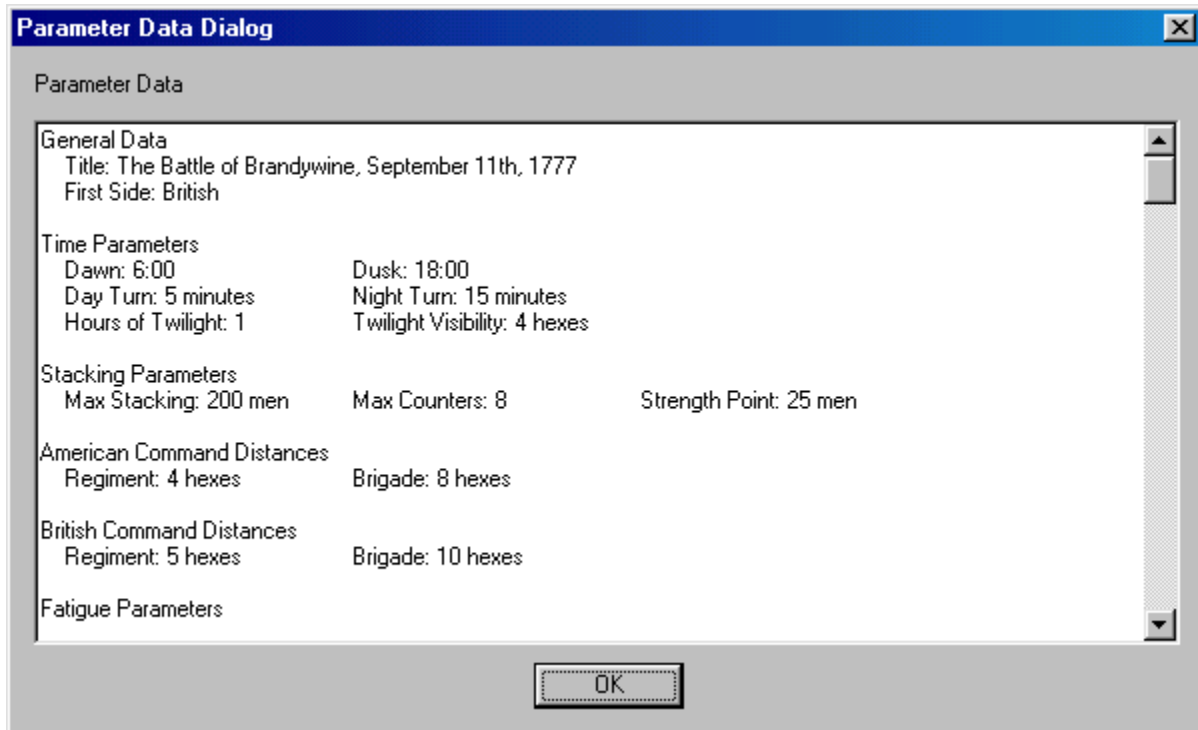 Parameter Data Dialog
Parameter Data
General Data
Title: The Battle of Brandywine, September 11th, 1777
First Side: British
Time Parameters
Dawn: 6:00 Dusk: 18:00
Day Turn: 5 minutes Night Turn: 15 minutes
Hours of Twilight: 1 Twilight Visibility: 4 hexes
Stacking Parameters
Max Stacking: 200 men Max Counters: 8 Strength Point: 25 men
American Command Distances
Regiment: 4 hexes Brigade: 8 hexes
British Command Distances
Regiment: 5 hexes Brigade: 10 hexes
Fatigue Parameters
OK